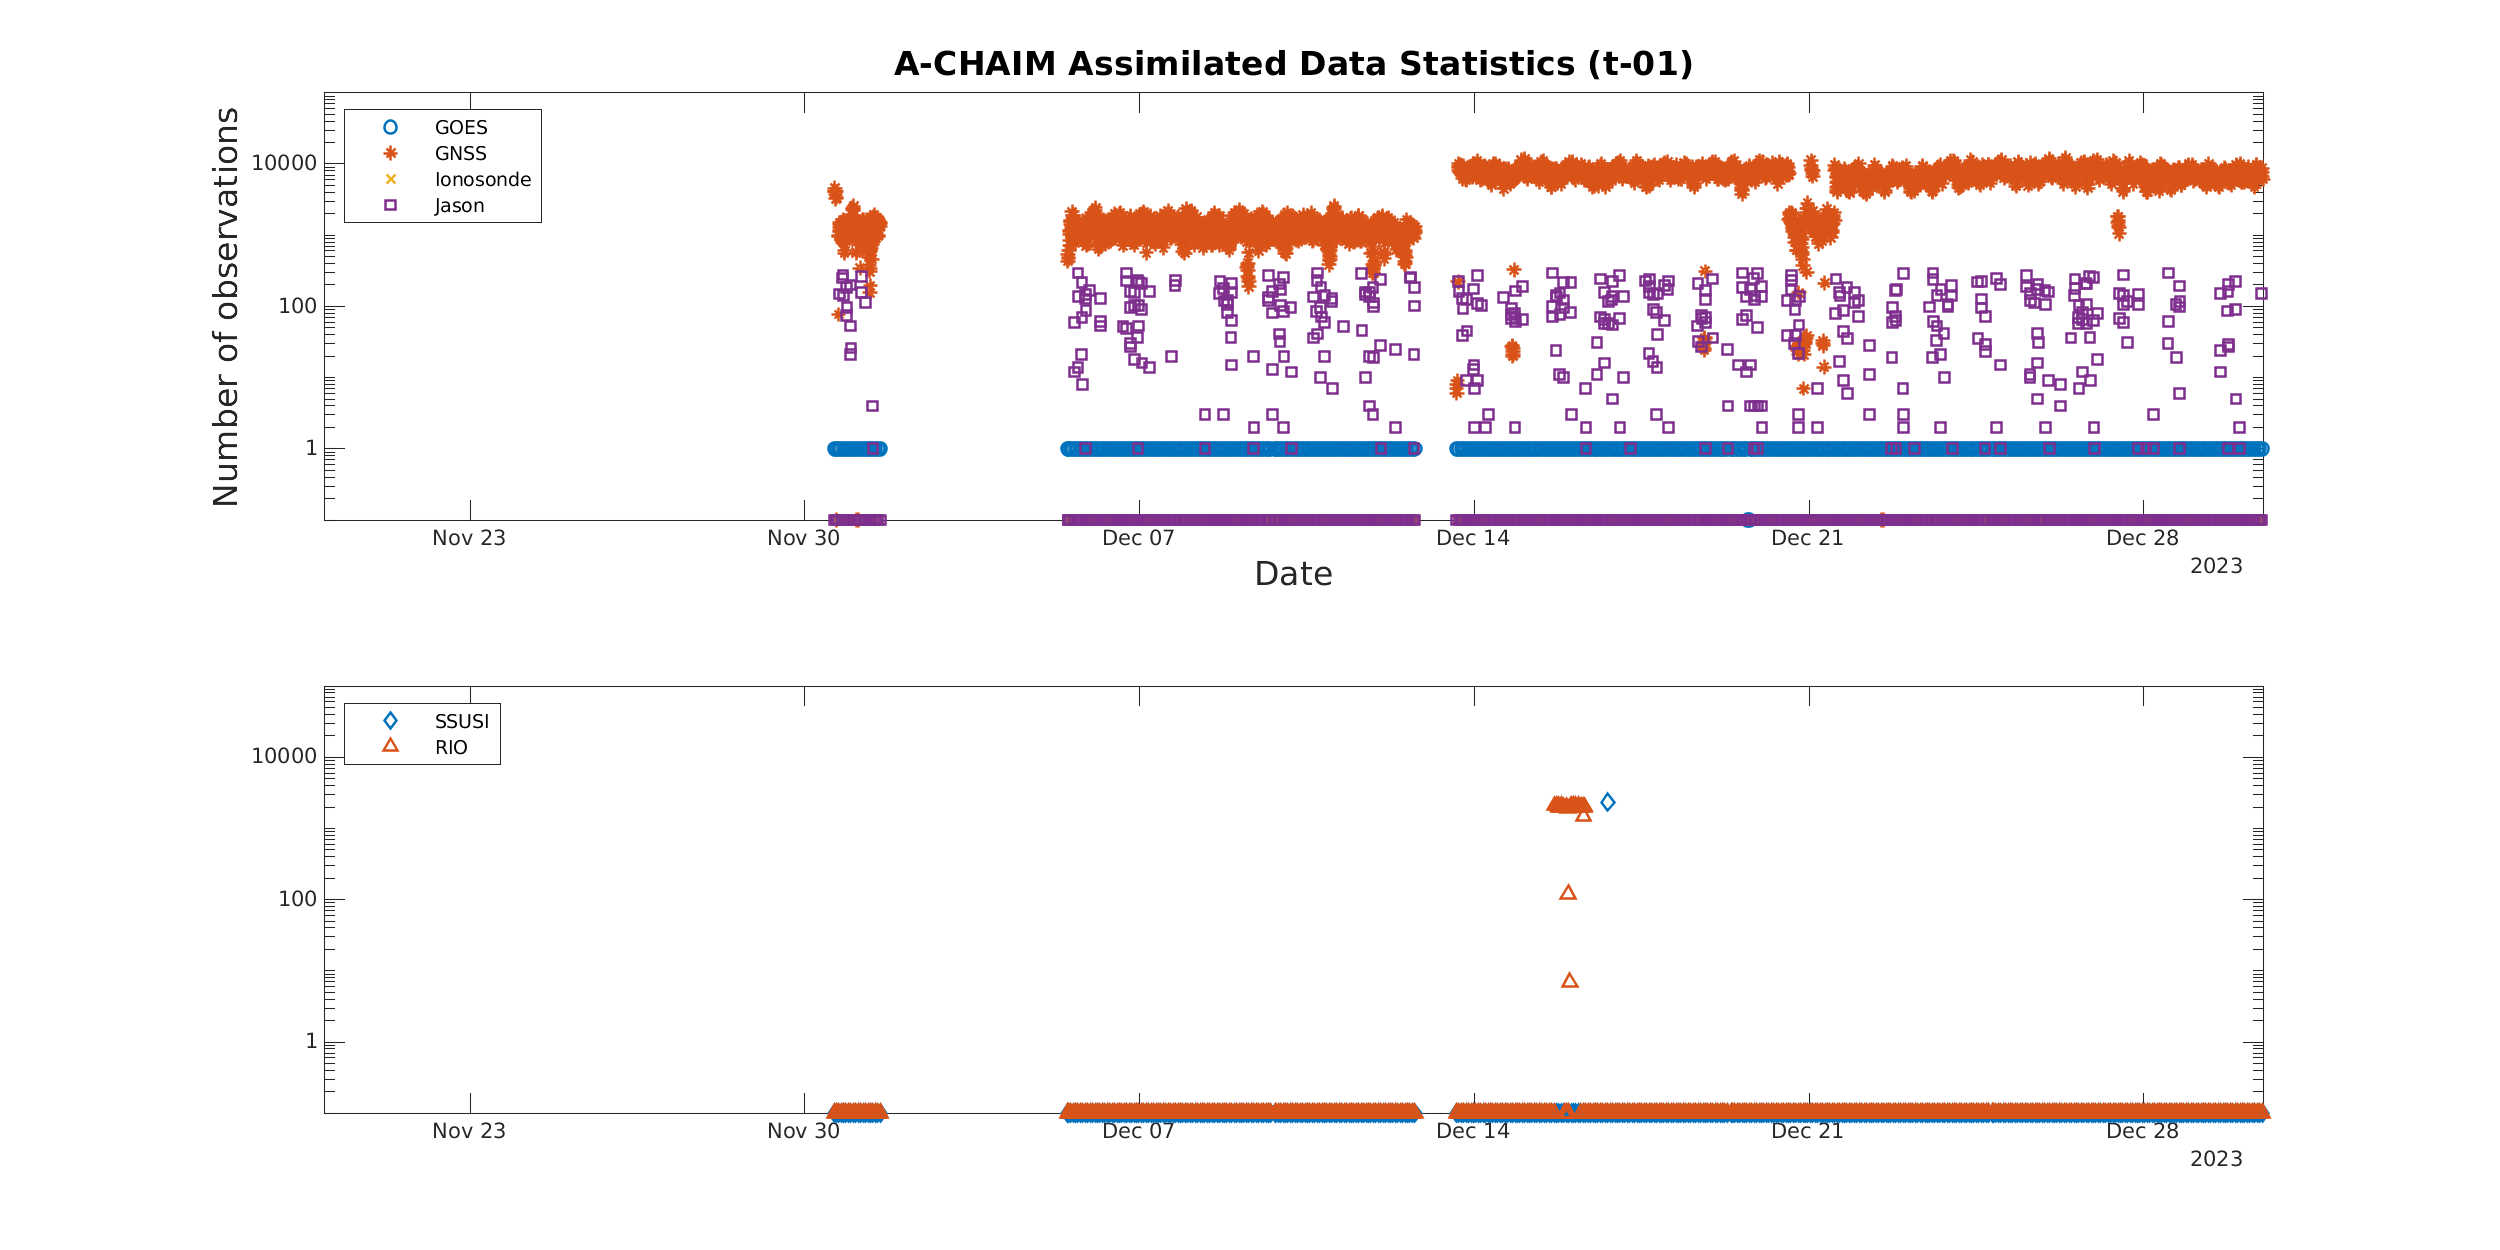 A-CHAIM Assimilated Data Statistics (t-01)
Number of observations
GOES
GNSS
Ionosonde
Jason
10000
100
1
Nov 23 Nov 30 Dec 07 Dec 14 Dec 21 Dec 28
2023
Date
SSUSI
RIO
10000
100
1
Nov 23 Nov 30 Dec 07 Dec 14 Dec 21 Dec 28
2023